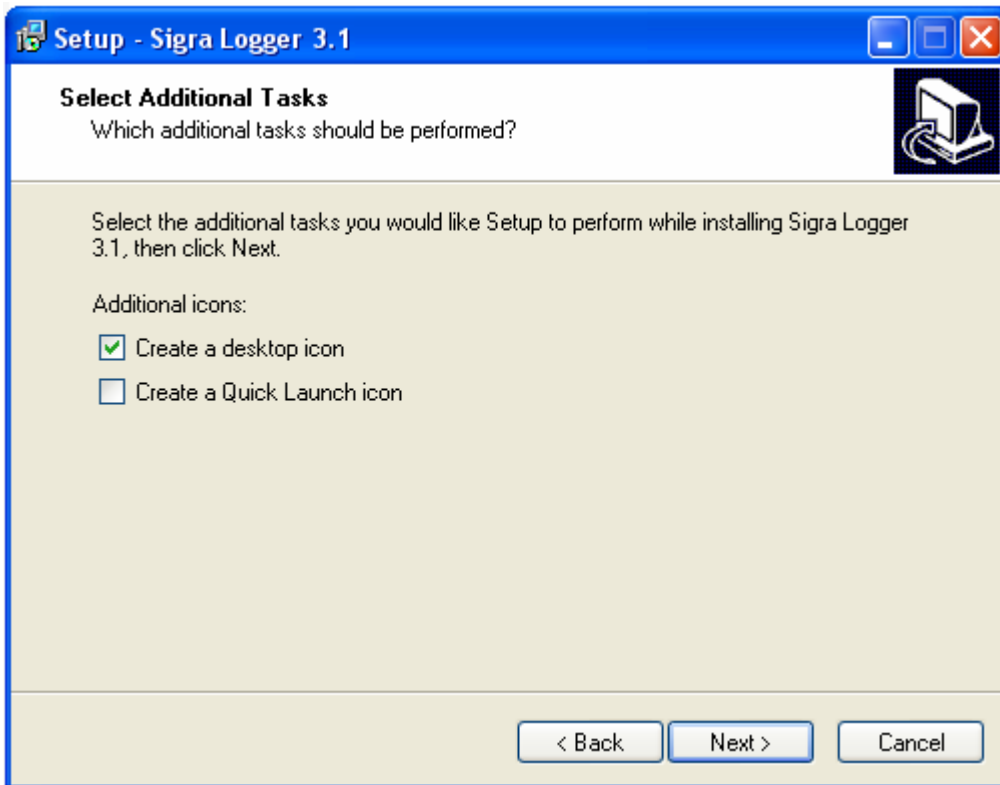 Setup - Sigra Logger 3.1
Select Additional Tasks
Which additional tasks should be performed?
Select the additional tasks you would like Setup to perform while installing Sigra Logger
3.1, then click Next.
Additional icons:
Create a desktop icon
Create a Quick Launch icon
< Back Next > Cancel